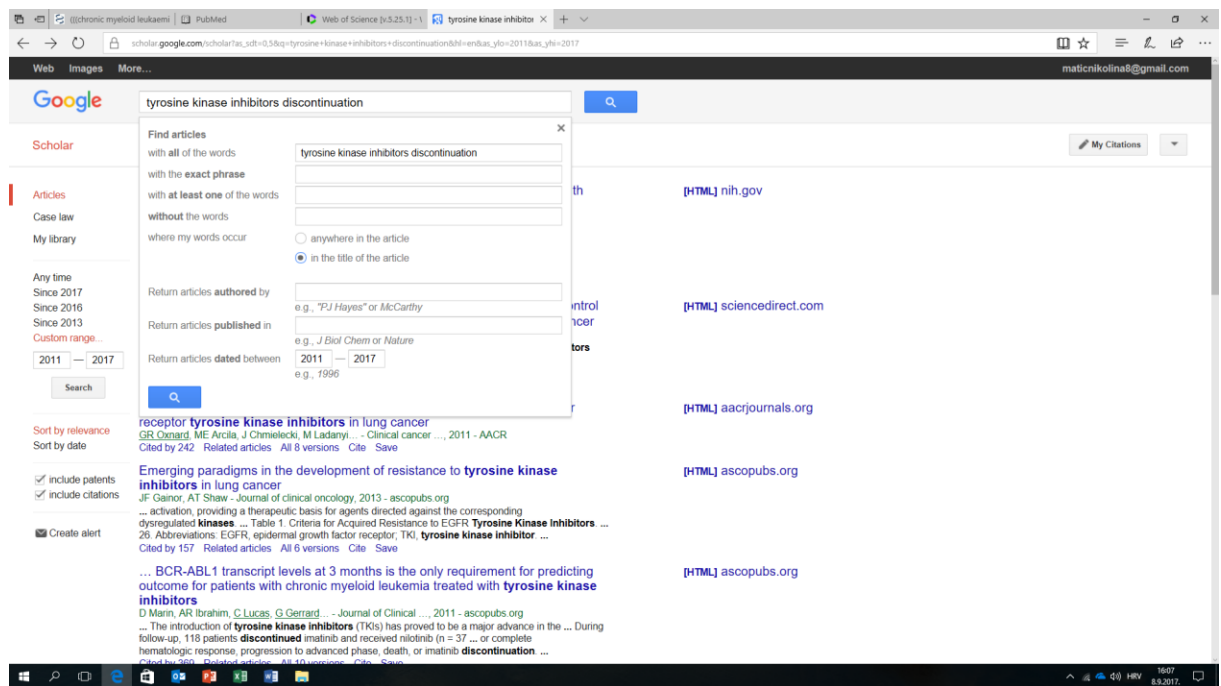 (((chronic myeloid leukaemi
PubMed
Web of Science [v.5.25.1] - \
tyrosine kinase inhibitor
scholar.google.com/scholar?as_sdt=0,5&q=tyrosine+kinase+inhibitors+discontinuation&hl=en&as_ylo=2011&as_yhi=2017
Web Images More...
maticnikolina8@gmail.com
Google
tyrosine kinase inhibitors discontinuation
Scholar
My Citations
Find articles
with all of the words
tyrosine kinase inhibitors discontinuation
with the exact phrase
with at least one of the words
without the words
where my words occur
anywhere in the article
in the title of the article
Return articles authored by
e.g., "PJ Hayes" or McCarthy
Return articles published in
e.g., J Biol Chem or Nature
Return articles dated between
2011 — 2017
e.g., 1996
Articles
Case law
My library
Any time
Since 2017
Since 2016
Since 2013
Custom range...
2011 — 2017
Search
Sort by relevance
Sort by date
include patents
include citations
Create alert
th
[HTML] nih.gov
ntrol
[HTML] sciencedirect.com
ncer
tors
r
[HTML] aacrjournals.org
receptor tyrosine kinase inhibitors in lung cancer
GR Oxnard, ME Arcila, J Chmielecki, M Ladanyi... - Clinical cancer ..., 2011 - AACR
Cited by 242 Related articles All 8 versions Cite Save
Emerging paradigms in the development of resistance to tyrosine kinase
[HTML] ascopubs.org
inhibitors in lung cancer
JF Gainor, AT Shaw - Journal of clinical oncology, 2013 - ascopubs.org
... activation, providing a therapeutic basis for agents directed against the corresponding
dysregulated kinases. ... Table 1. Criteria for Acquired Resistance to EGFR Tyrosine Kinase Inhibitors. ...
26. Abbreviations: EGFR, epidermal growth factor receptor; TKI, tyrosine kinase inhibitor. ...
Cited by 157 Related articles All 6 versions Cite Save
... BCR-ABL1 transcript levels at 3 months is the only requirement for predicting
[HTML] ascopubs.org
outcome for patients with chronic myeloid leukemia treated with tyrosine kinase
inhibitors
D Marin, AR Ibrahim, C Lucas, G Gerrard... - Journal of Clinical ..., 2011 - ascopubs.org
... The introduction of tyrosine kinase inhibitors (TKIs) has proved to be a major advance in the ... During
follow-up, 118 patients discontinued imatinib and received nilotinib (n = 37 ... or complete
hematologic response, progression to advanced phase, death, or imatinib discontinuation. ...
Cited by 369 Related articles All 10 versions Cite Save
HRV
16:07
8.9.2017.